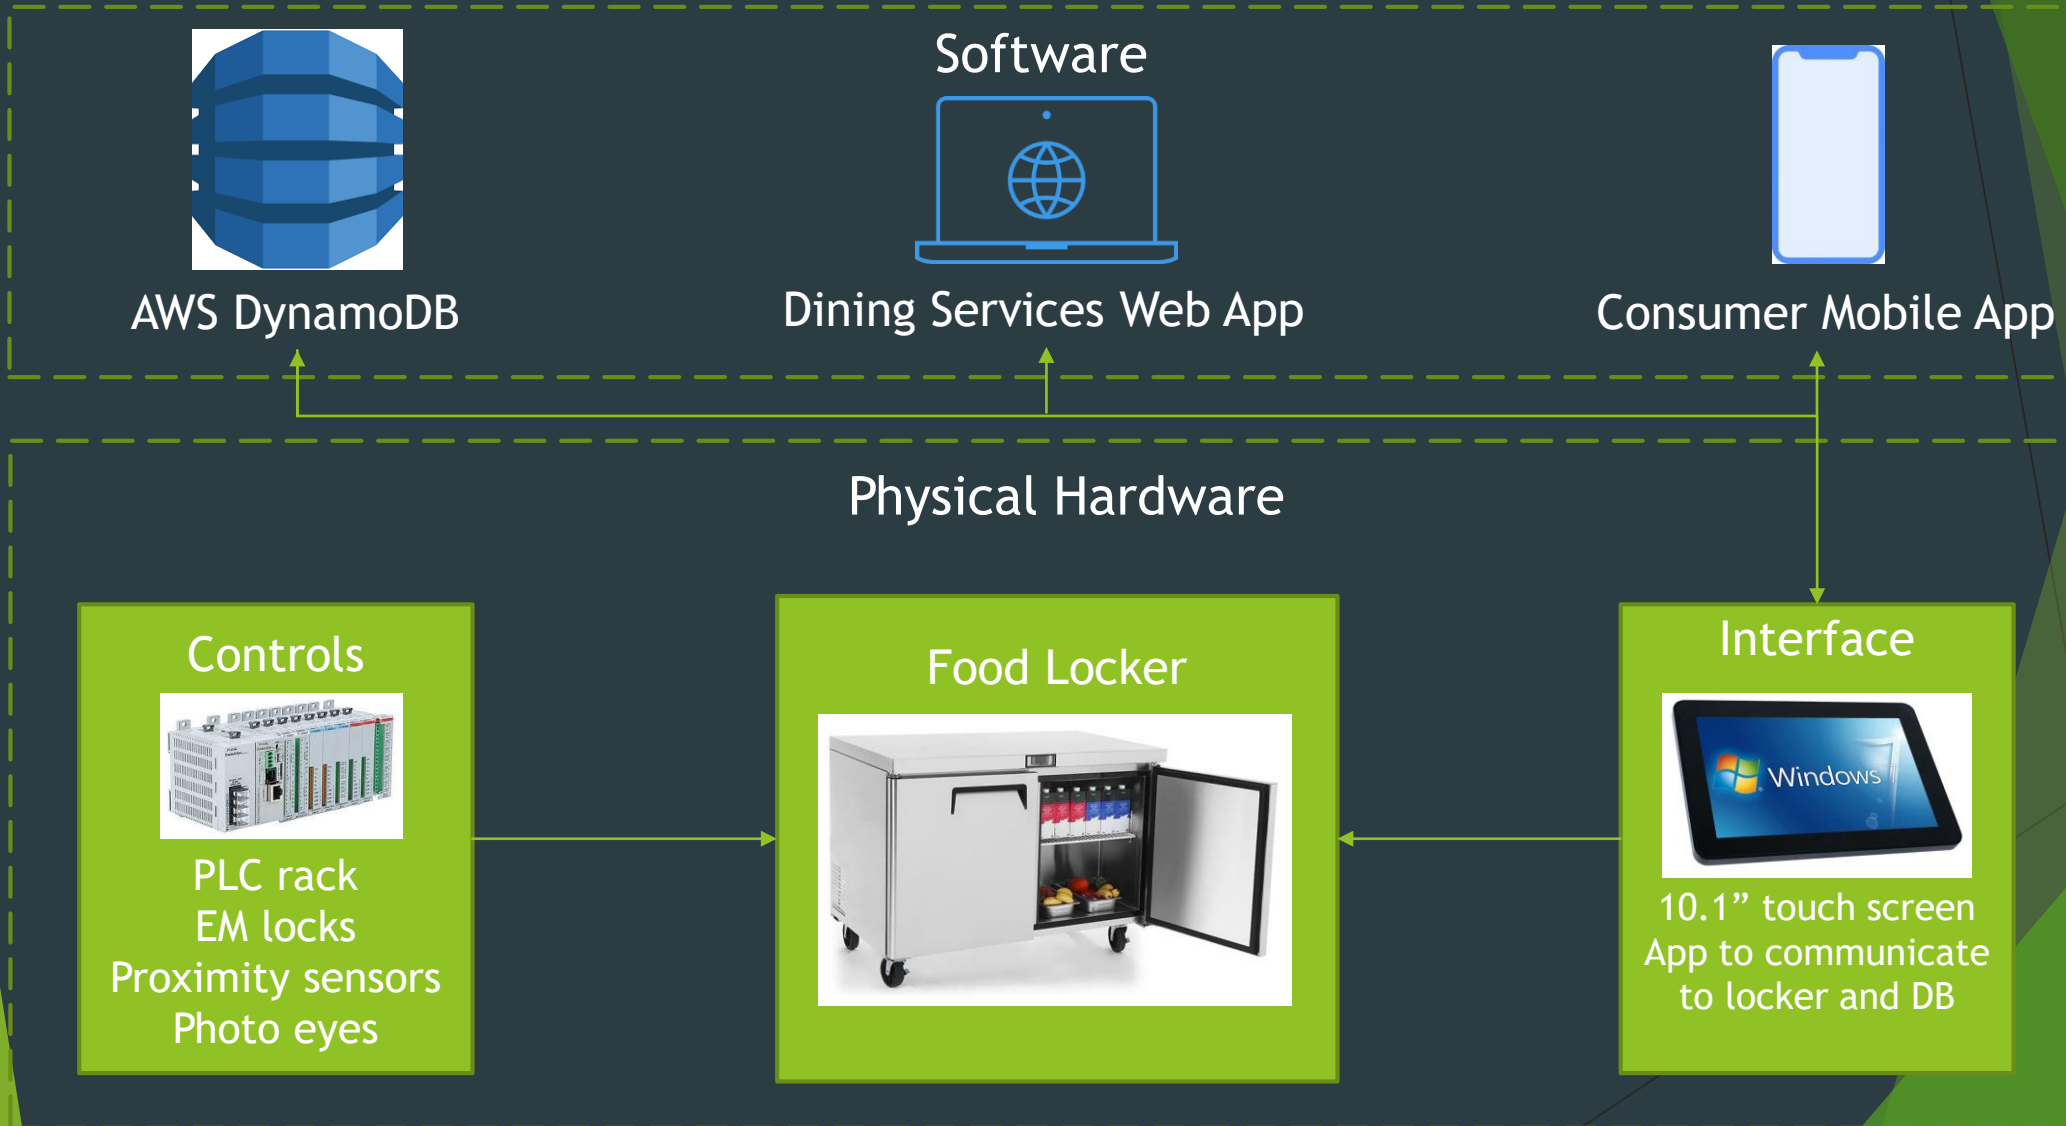 Software
AWS DynamoDB
Dining Services Web App
Consumer Mobile App
Physical Hardware
Controls
PLC rack
EM locks
Proximity sensors
Photo eyes
Food Locker
Interface
Windows 7
10.1” touch screen
App to communicate
to locker and DB